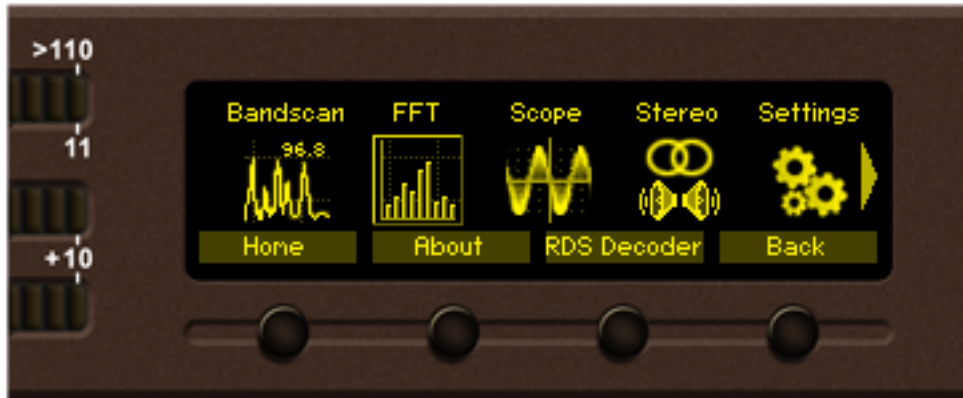 >110
11
+10
Bandscan FFT Scope Stereo Settings
96.8
Home About RDS Decoder Back